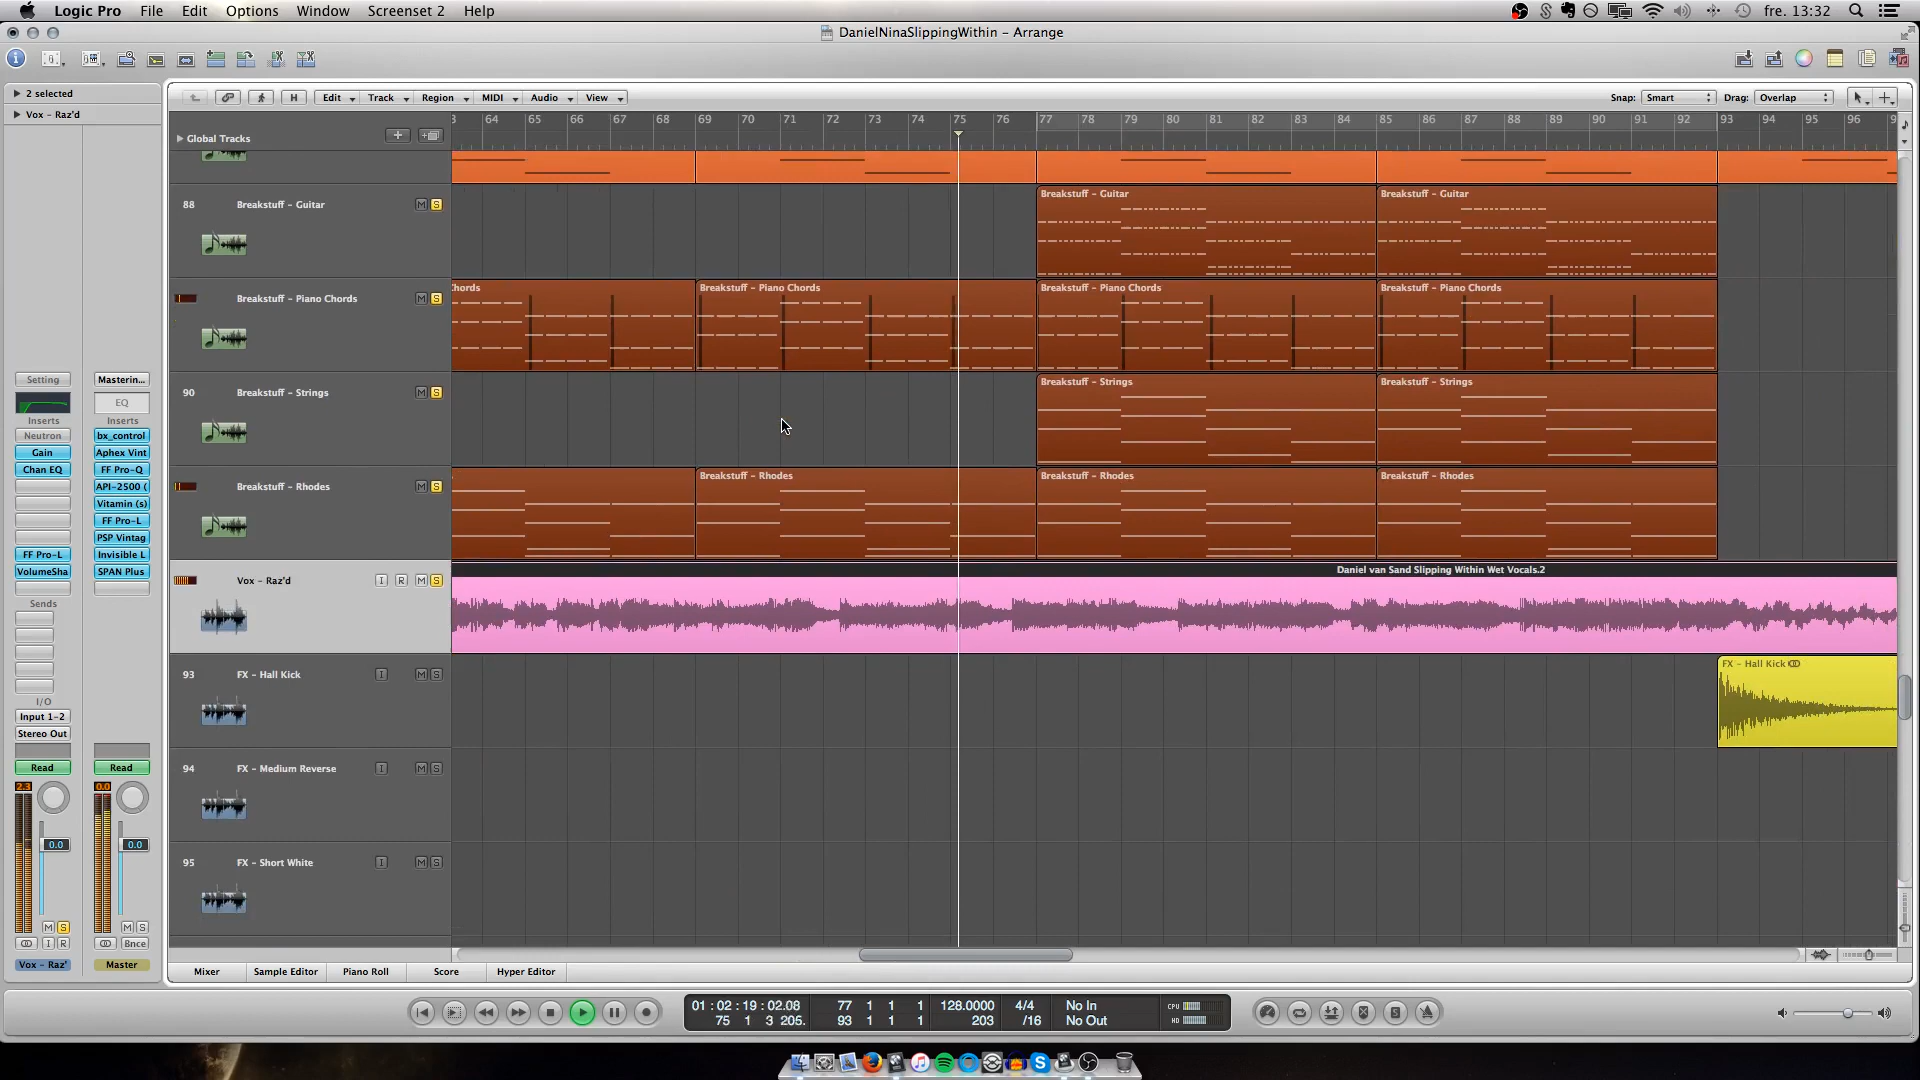 Logic Pro File Edit Options Window Screenset 2 Help fre. 13:32
DanielNinaSlippingWithin – Arrange
2 selected
Vox – Raz'd
Edit Track Region MIDI Audio View Snap: Smart Drag: Overlap
H
Global Tracks
64 65 66 67 68 69 70 71 72 73 74 75 76 77 78 79 80 81 82 83 84 85 86 87 88 89 90 91 92 93 94 95 96
88 Breakstuff – Guitar M S
Breakstuff – Guitar Breakstuff – Guitar
Breakstuff – Piano Chords M S
Chords Breakstuff – Piano Chords Breakstuff – Piano Chords Breakstuff – Piano Chords
90 Breakstuff – Strings M S
Breakstuff – Strings Breakstuff – Strings
Breakstuff – Rhodes M S
Breakstuff – Rhodes Breakstuff – Rhodes Breakstuff – Rhodes
Vox – Raz'd I R M S
Daniel van Sand Slipping Within Wet Vocals.2
93 FX – Hall Kick I M S
FX – Hall Kick
94 FX – Medium Reverse I M S
95 FX – Short White I M S
Setting Masterin...
EQ
Inserts Inserts
Neutron bx_control
Gain Aphex Vint
Chan EQ FF Pro-Q
API-2500 (
Vitamin (s)
FF Pro-L
PSP Vintag
FF Pro-L Invisible L
VolumeSha SPAN Plus
Sends
I/O
Input 1-2
Stereo Out
Read Read
2.3 0.0
0.0 0.0
M S M S
I R Bnce
Vox – Raz' Master
Mixer Sample Editor Piano Roll Score Hyper Editor
01 : 02 : 19 : 02.08 77 1 1 1 128.0000 4/4 No In CPU
75 1 3 205. 93 1 1 1 203 /16 No Out HD